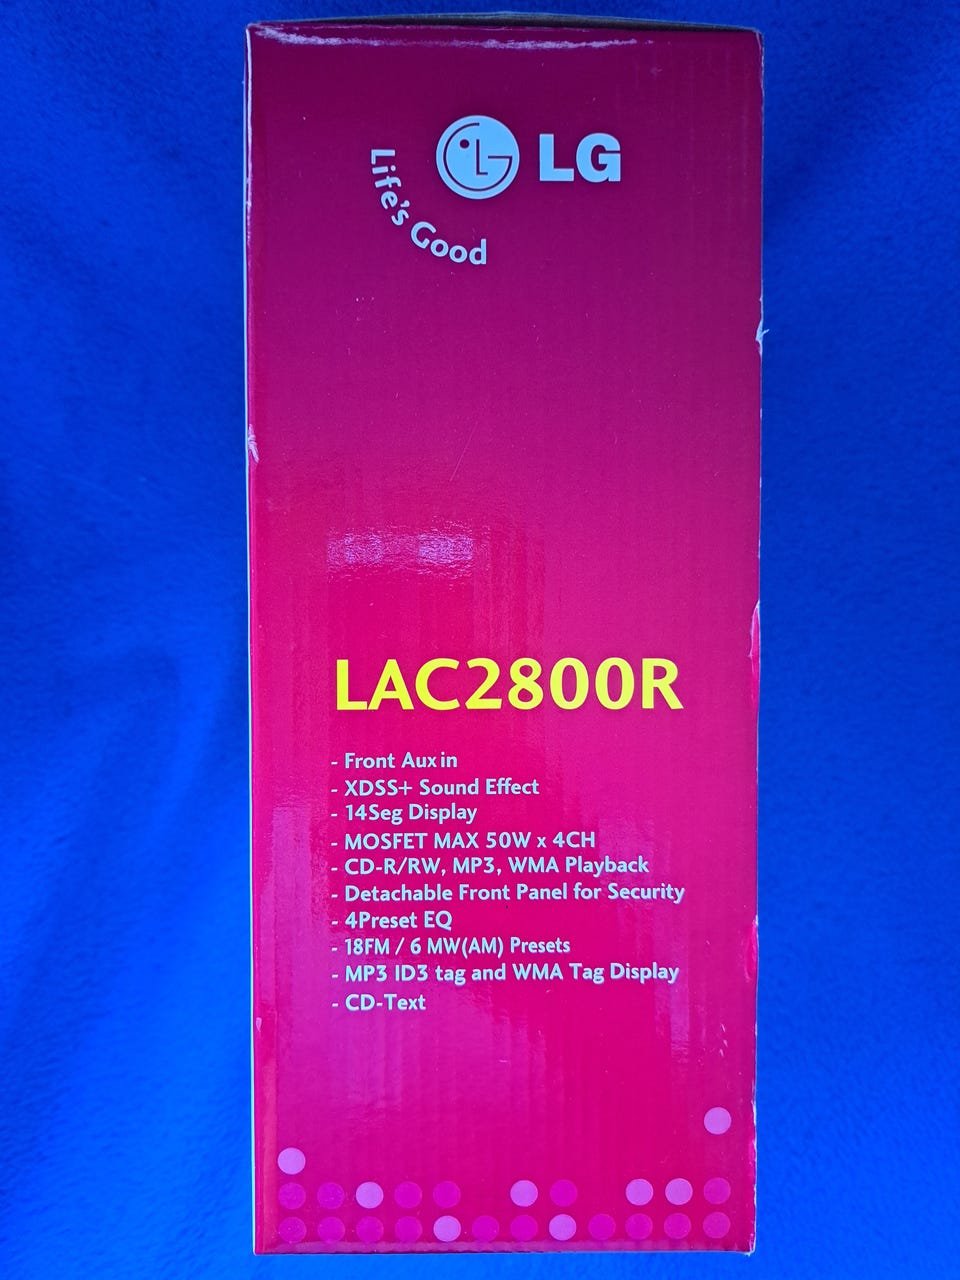 LG
Life's Good
LAC2800R
- Front Aux in
- XDSS+ Sound Effect
- 14Seg Display
- MOSFET MAX 50W x 4CH
- CD-R/RW, MP3, WMA Playback
- Detachable Front Panel for Security
- 4Preset EQ
- 18FM / 6 MW(AM) Presets
- MP3 ID3 tag and WMA Tag Display
- CD-Text